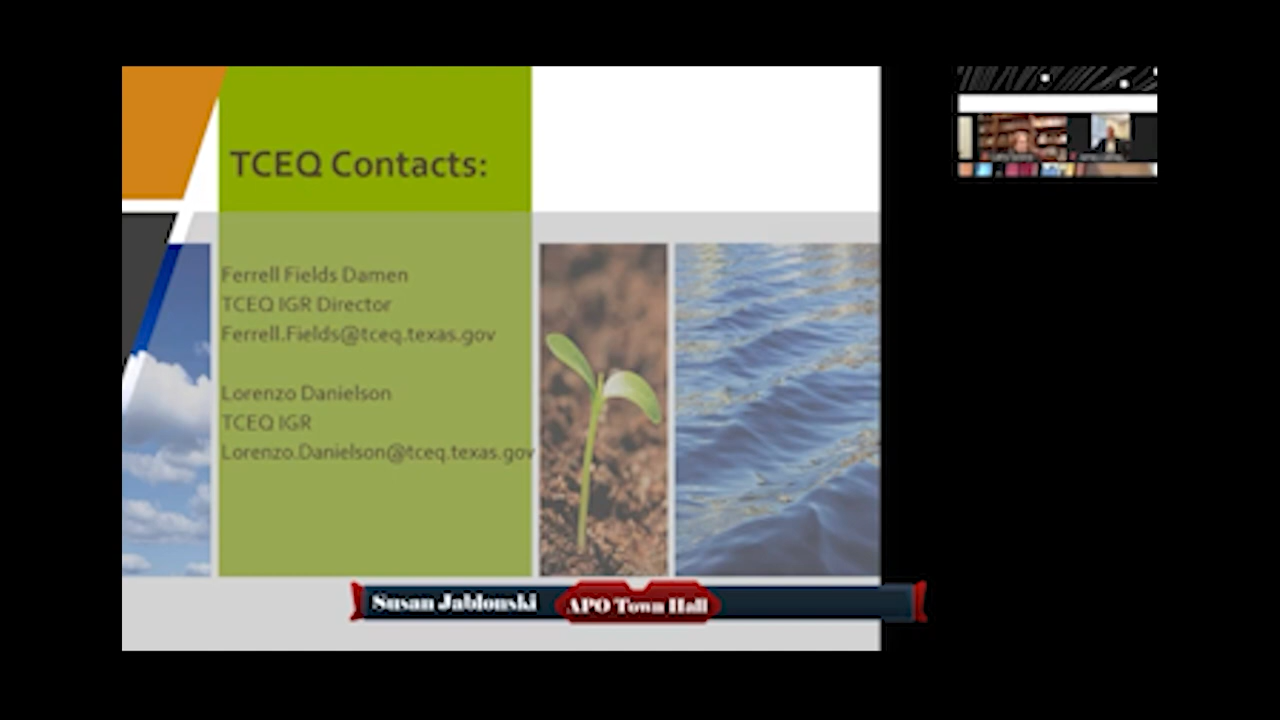 TCEQ Contacts:
Ferrell Fields Damen
TCEQ IGR Director
Ferrell.Fields@tceq.texas.gov
Lorenzo Danielson
TCEQ IGR
Lorenzo.Danielson@tceq.texas.gov
Susan Jablonski
APO Town Hall